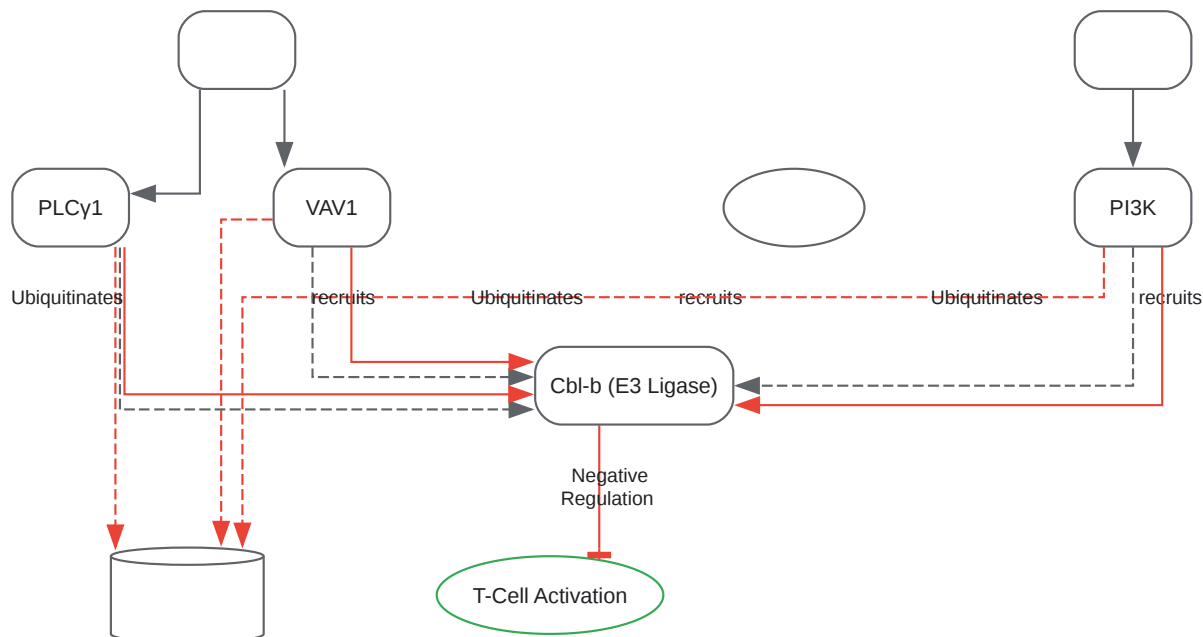 PLCγ1
VAV1
PI3K
Ubiquitinates
recruits
Ubiquitinates
recruits
Ubiquitinates
recruits
Cbl-b (E3 Ligase)
Negative
Regulation
T-Cell Activation